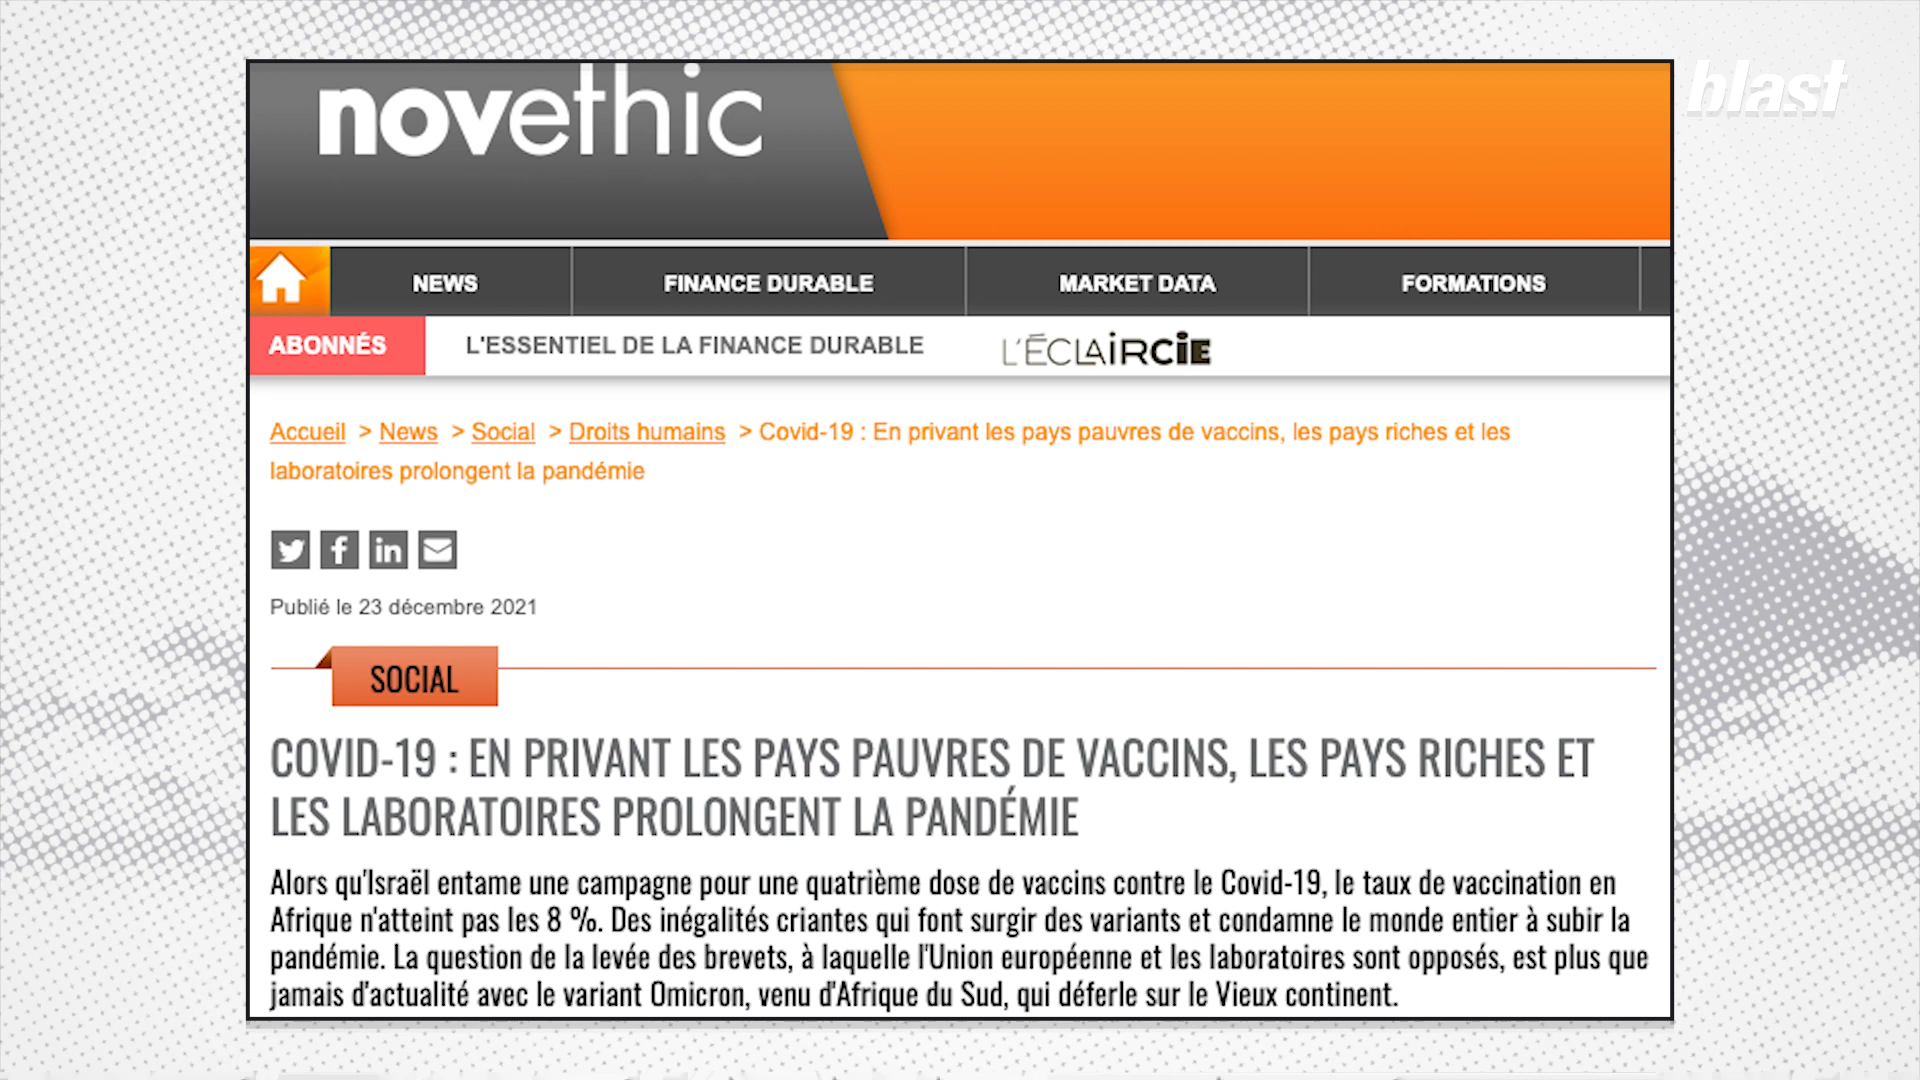 novethic
blast
NEWS
FINANCE DURABLE
MARKET DATA
FORMATIONS
ABONNÉS
L'ESSENTIEL DE LA FINANCE DURABLE
L'ÉCLAiRCiE
Accueil > News > Social > Droits humains > Covid-19 : En privant les pays pauvres de vaccins, les pays riches et les
laboratoires prolongent la pandémie
Publié le 23 décembre 2021
SOCIAL
COVID-19 : EN PRIVANT LES PAYS PAUVRES DE VACCINS, LES PAYS RICHES ET
LES LABORATOIRES PROLONGENT LA PANDÉMIE
Alors qu'Israël entame une campagne pour une quatrième dose de vaccins contre le Covid-19, le taux de vaccination en
Afrique n'atteint pas les 8 %. Des inégalités criantes qui font surgir des variants et condamne le monde entier à subir la
pandémie. La question de la levée des brevets, à laquelle l'Union européenne et les laboratoires sont opposés, est plus que
jamais d'actualité avec le variant Omicron, venu d'Afrique du Sud, qui déferle sur le Vieux continent.